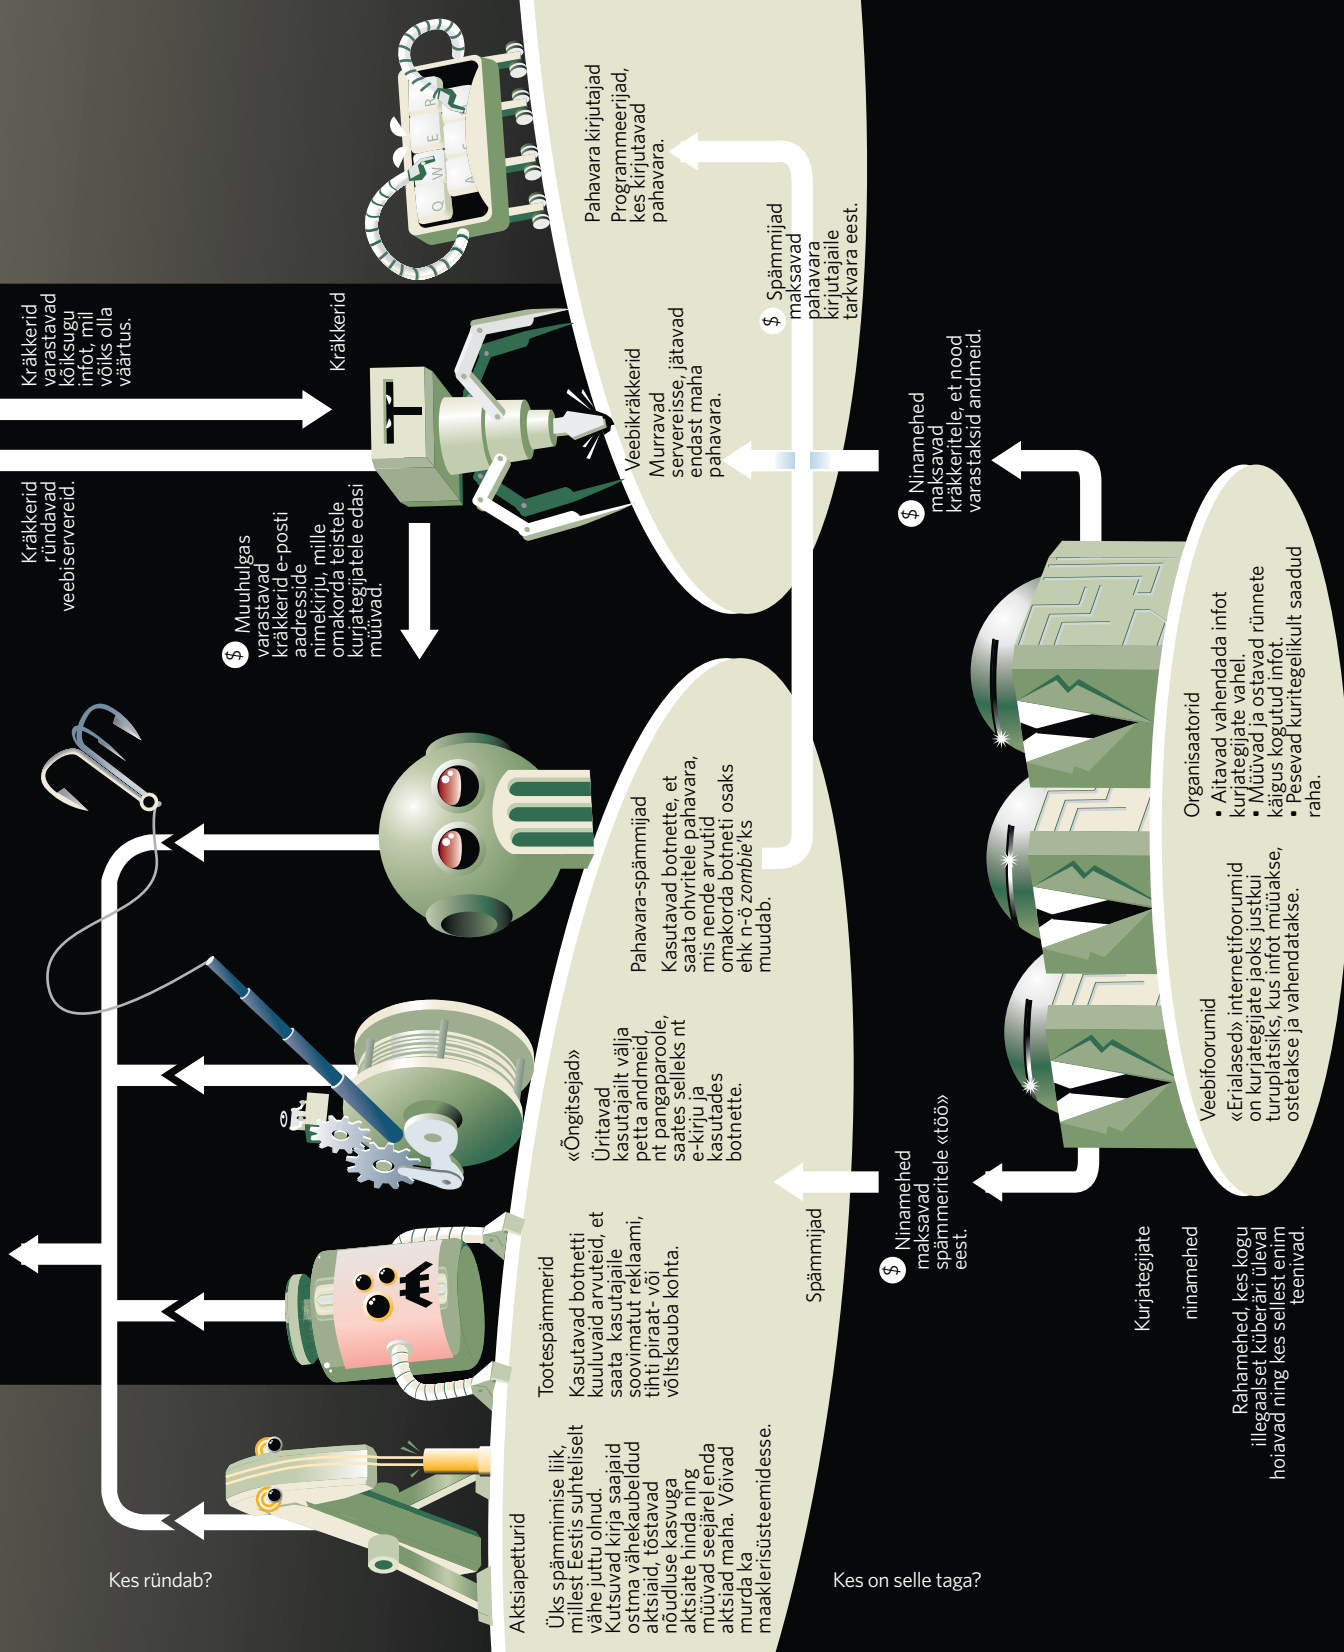 Kes ründab?
Kräkkerid
ründavad
veebiservereid.
Kräkkerid
varastavad
kõiksugu
infot, mil
võiks olla
väärtus.
Kräkkerid
$ Muuhulgas
varastavad
kräkkerid e-posti
aadresside
nimekirju, mille
omakorda teistele
kurjategijatele edasi
müüvad.
Q W E R
A
Aktsiapetturid
Üks spämmimise liik,
millest Eestis suhteliselt
vähe juttu olnud.
Kutsuvad kirja saajaid
ostma vähekaubeldud
aktsiaid, tõstavad
nõudluse kasvuga
aktsiate hinda ning
müüvad seejärel enda
aktsiad maha. Võivad
murda ka
maaklerisüsteemidesse.
Tootespämmerid
Kasutavad botnetti
kuuluvaid arvuteid, et
saata kasutajaile
soovimatut reklaami,
tihti piraat- või
võltskauba kohta.
«Õngitsejad»
Üritavad
kasutajailt välja
petta andmeid,
nt pangaparoole,
saates selleks nt
e-kirju ja
kasutades
botnette.
Pahavara-spämmijad
Kasutavad botnette, et
saata ohvritele pahavara,
mis nende arvutid
omakorda botneti osaks
ehk n-ö zombie’ks
muudab.
Veebikräkkerid
Murravad
servereisse, jätavad
endast maha
pahavara.
Pahavara kirjutajad
Programmeerijad,
kes kirjutavad
pahavara.
Spämmijad
$ Spämmijad
maksavad
pahavara
kirjutajaile
tarkvara eest.
Kes on selle taga?
$ Ninamehed
maksavad
spämmeritele «töö»
eest.
$ Ninamehed
maksavad
kräkkeritele, et nood
varastaksid andmeid.
Kurjategijate
ninamehed
Rahamehed, kes kogu
illegaalset küberäri üleval
hoiavad ning kes sellest enim
teenivad.
Veebifoorumid
«Erialased» internetifoorumid
on kurjategijate jaoks justkui
turuplatsiks, kus infot müüakse,
ostetakse ja vahendatakse.
Organisaatorid
• Aitavad vahendada infot
kurjategijate vahel.
• Müüvad ja ostavad rünnete
käigus kogutud infot.
• Pesevad kuritegelikult saadud
raha.